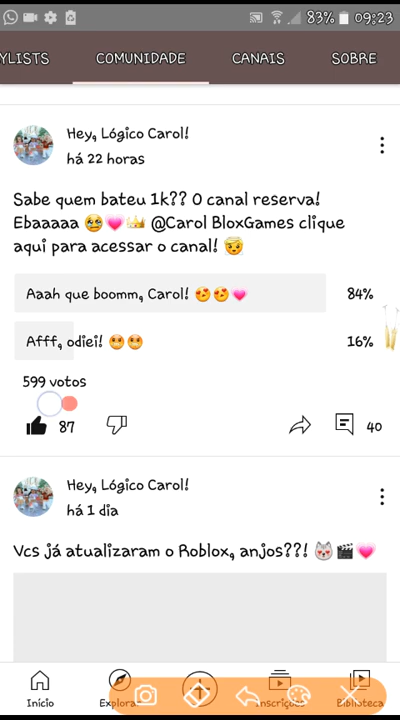 83% 09:23
YLISTS COMUNIDADE CANAIS SOBRE
Hey, Lógico Carol!
há 22 horas
Sabe quem bateu 1k?? O canal reserva!
Ebaaaaa 🥺💗👑 @Carol BloxGames clique
aqui para acessar o canal! 😇
Aaah que boomm, Carol! 😍😍💗 84%
Afff, odiei! 😡😡 16%
599 votos
87 40
Hey, Lógico Carol!
há 1 dia
Vcs já atualizaram o Roblox, anjos??! 😻🎬💗
Início Explora Inscrições Biblioteca